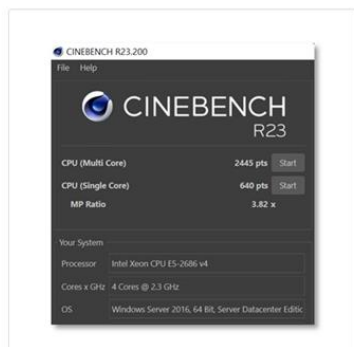 CINEBENCH R23.200
File Help
CINEBENCH
R23
CPU (Multi Core) 2445 pts Start
CPU (Single Core) 640 pts Start
MP Ratio 3.82 x
Your System
Processor Intel Xeon CPU E5-2686 v4
Cores x GHz 4 Cores @ 2.3 GHz
OS Windows Server 2016, 64 Bit, Server Datacenter Editic